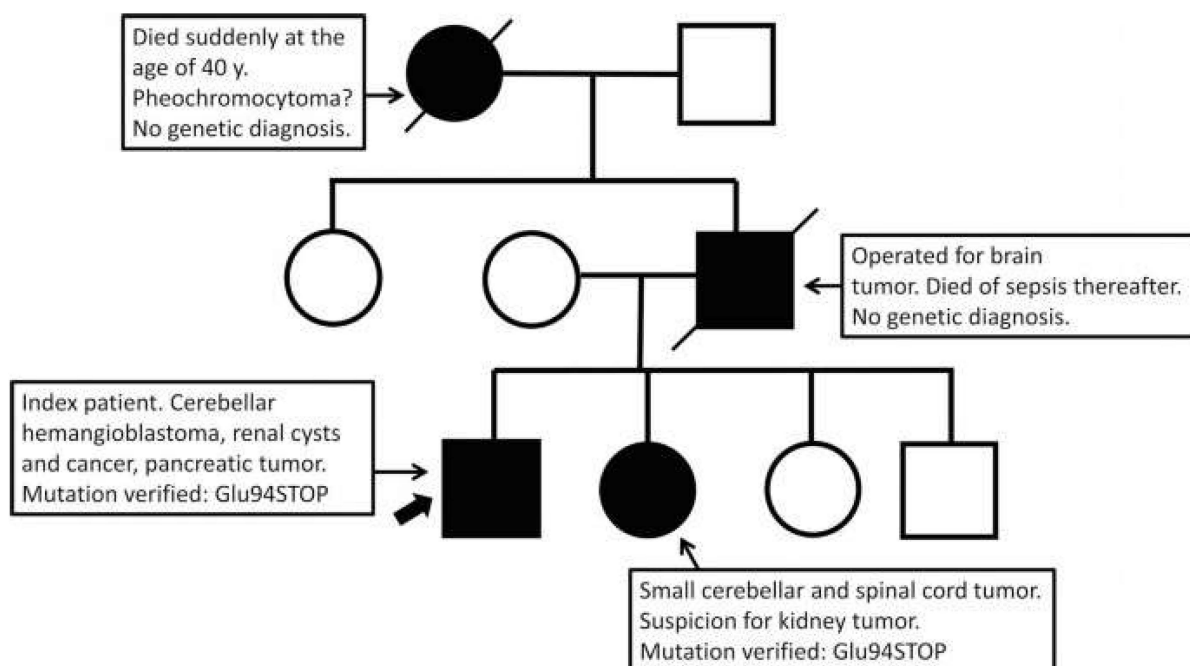 Died suddenly at the
age of 40 y.
Pheochromocytoma?
No genetic diagnosis.
Operated for brain
tumor. Died of sepsis thereafter.
No genetic diagnosis.
Index patient. Cerebellar
hemangioblastoma, renal cysts
and cancer, pancreatic tumor.
Mutation verified: Glu94STOP
Small cerebellar and spinal cord tumor.
Suspicion for kidney tumor.
Mutation verified: Glu94STOP